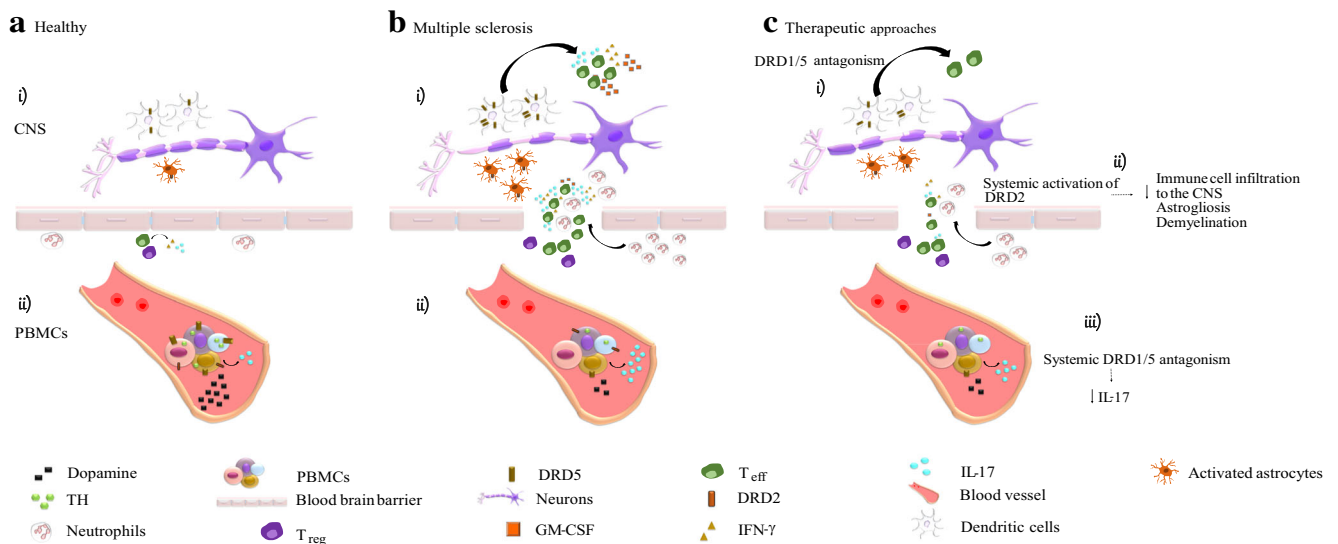 a Healthy
i)
CNS
ii)
PBMCs
b Multiple sclerosis
i)
ii)
c Therapeutic approaches
DRD1/5 antagonism
i)
ii)
Systemic activation of
DRD2
↓ Immune cell infiltration
to the CNS
Astrogliosis
Demyelination
iii)
Systemic DRD1/5 antagonism
↓ IL-17
Dopamine
TH
Neutrophils
PBMCs
Blood brain barrier
T reg
DRD5
Neurons
GM-CSF
T eff
DRD2
IFN-γ
IL-17
Blood vessel
Dendritic cells
Activated astrocytes